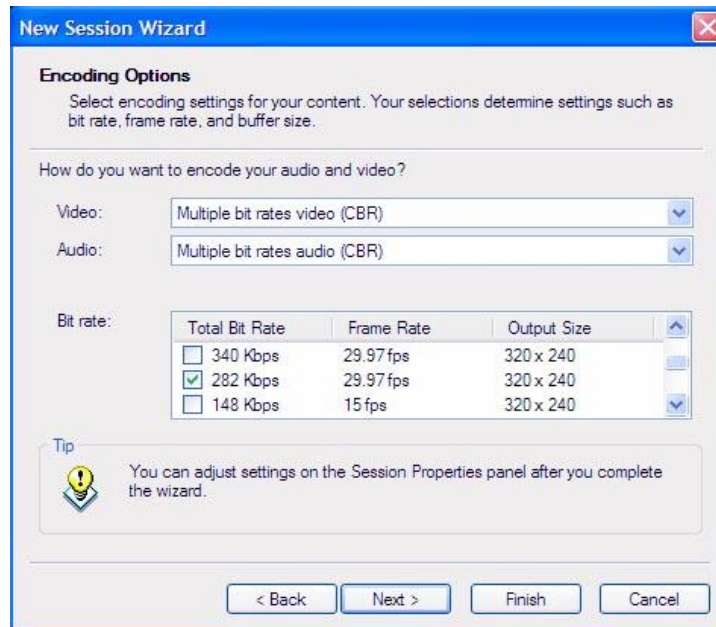 New Session Wizard
Encoding Options
Select encoding settings for your content. Your selections determine settings such as
bit rate, frame rate, and buffer size.
How do you want to encode your audio and video?
Video: Multiple bit rates video (CBR)
Audio: Multiple bit rates audio (CBR)
Bit rate: Total Bit Rate Frame Rate Output Size
340 Kbps 29.97 fps 320 x 240
282 Kbps 29.97 fps 320 x 240
148 Kbps 15 fps 320 x 240
Tip
You can adjust settings on the Session Properties panel after you complete
the wizard.
< Back Next > Finish Cancel